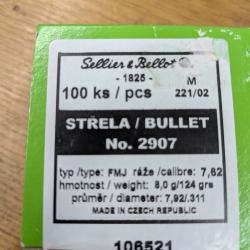 Sellier & Bellot
- 1825 -
M
221/02
100 ks / pcs
STŘELA / BULLET
No. 2907
typ /type: FMJ ráže /calibre: 7,62
hmotnost / weight: 8,0 g/124 grs
průměr / diameter: 7,92/.311
MADE IN CZECH REPUBLIC
106521